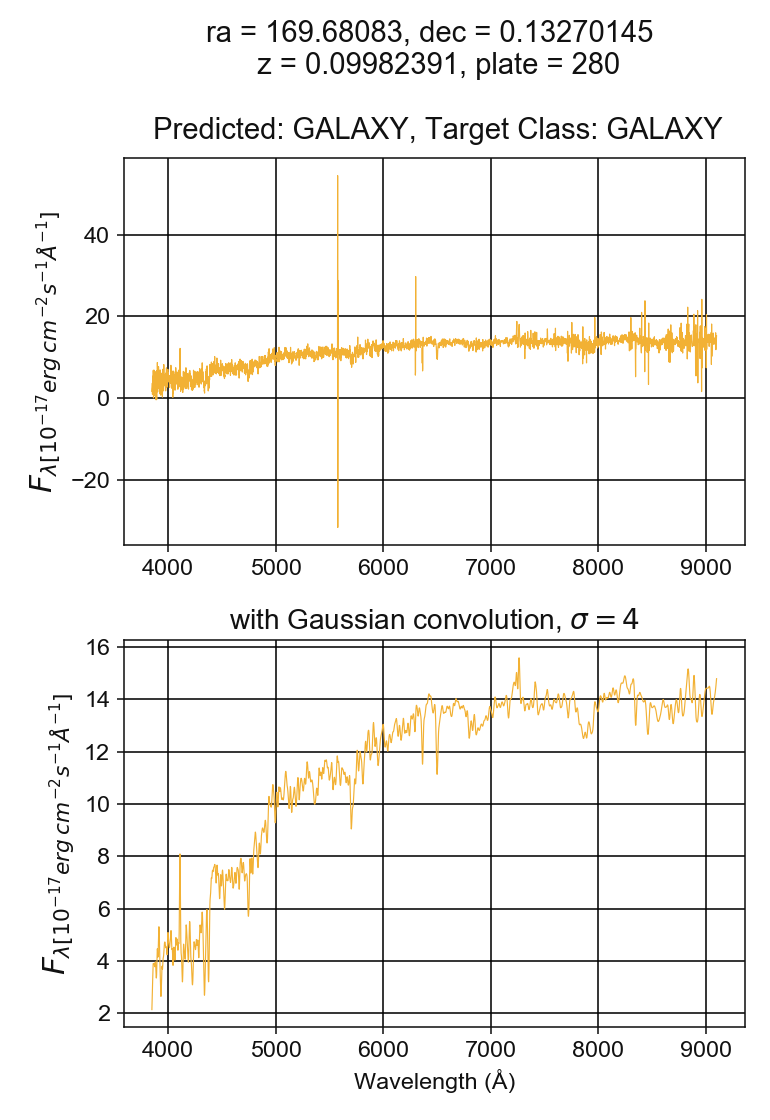 ra = 169.68083, dec = 0.13270145
z = 0.09982391, plate = 280
Predicted: GALAXY, Target Class: GALAXY
F_λ[10⁻¹⁷ erg cm⁻² s⁻¹ Å⁻¹]
40
20
0
−20
4000 5000 6000 7000 8000 9000
with Gaussian convolution, σ = 4
F_λ[10⁻¹⁷ erg cm⁻² s⁻¹ Å⁻¹]
16
14
12
10
8
6
4
2
4000 5000 6000 7000 8000 9000
Wavelength (Å)